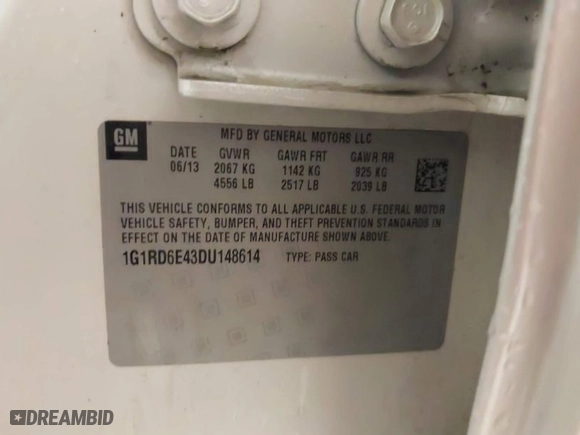 GM
MFD BY GENERAL MOTORS LLC
DATE GVWR GAWR FRT GAWR RR
06/13 2067 KG 1142 KG 925 KG
4556 LB 2517 LB 2039 LB
THIS VEHICLE CONFORMS TO ALL APPLICABLE U.S. FEDERAL MOTOR
VEHICLE SAFETY, BUMPER, AND THEFT PREVENTION STANDARDS IN
EFFECT ON THE DATE OF MANUFACTURE SHOWN ABOVE.
1G1RD6E43DU148614 TYPE: PASS CAR
DREAMBID